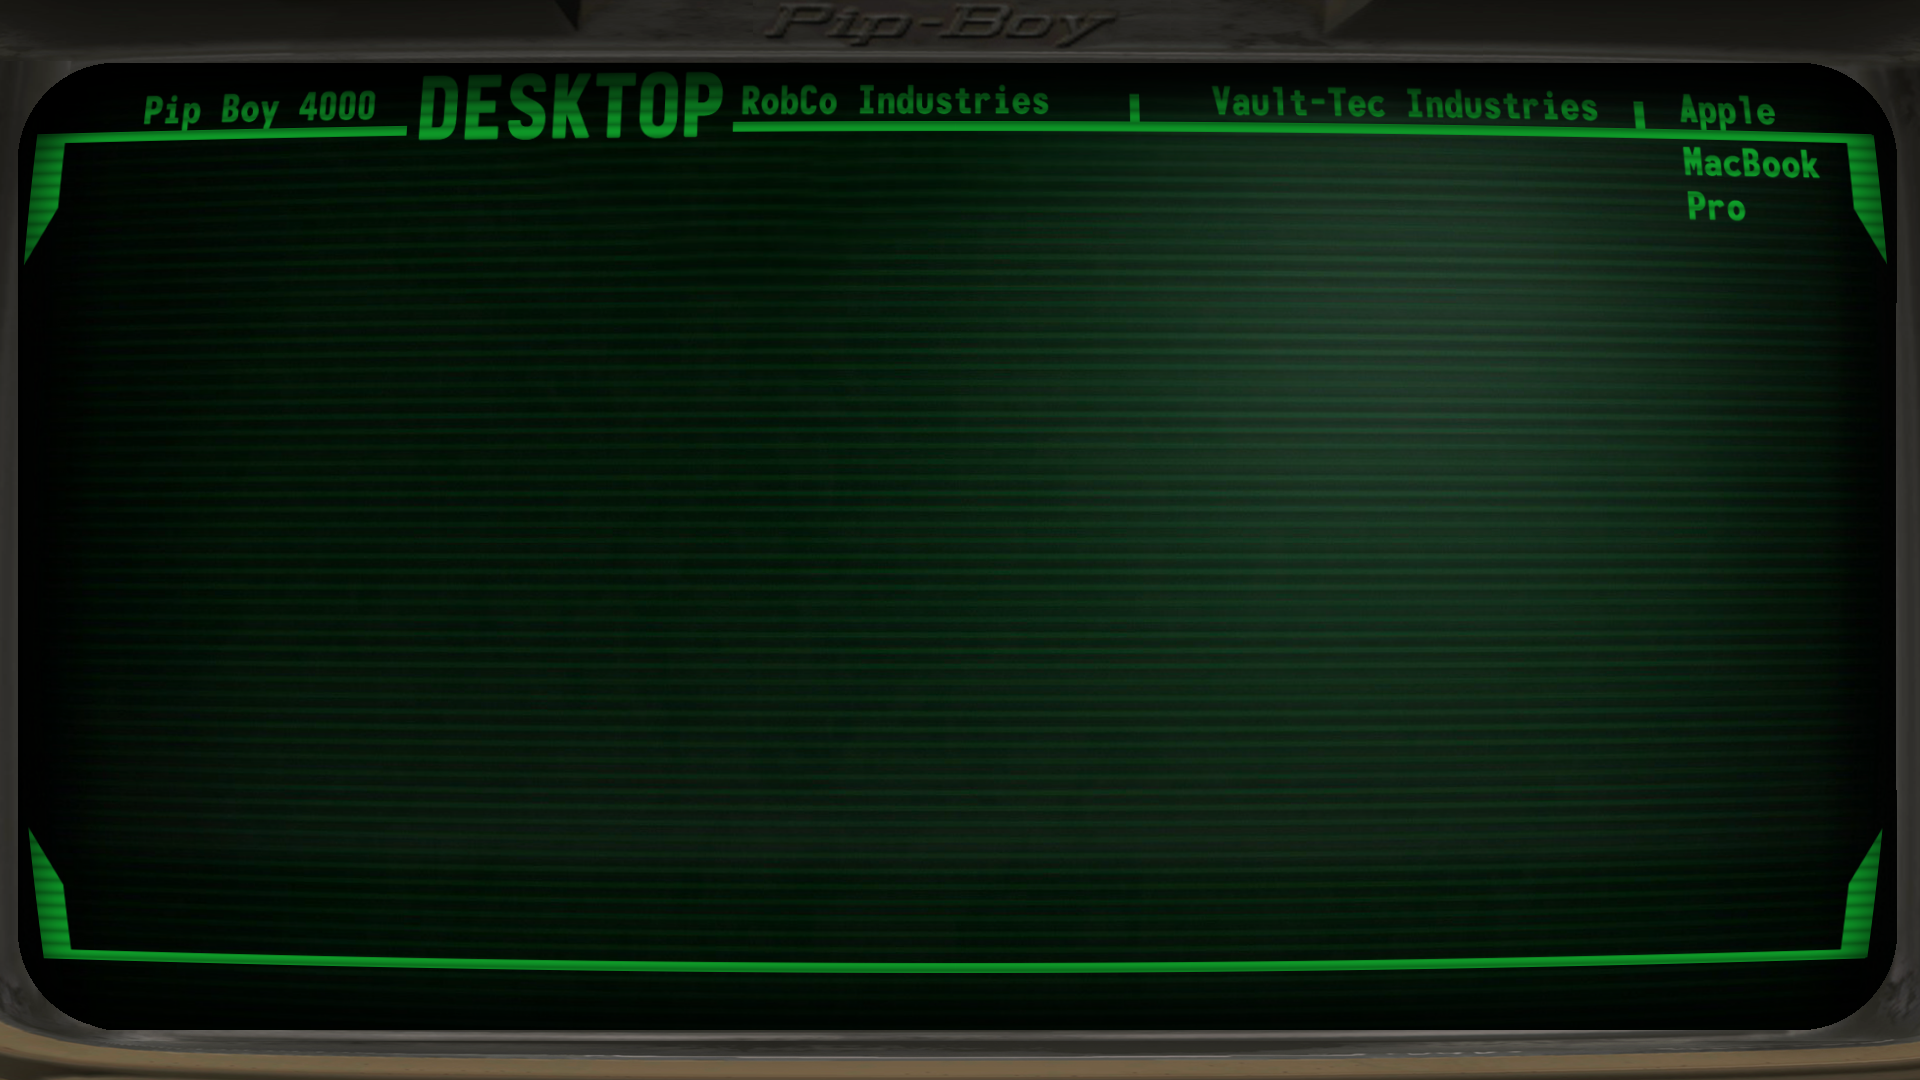 Pip-Boy
Pip Boy 4000 DESKTOP RobCo Industries Vault-Tec Industries Apple
MacBook
Pro